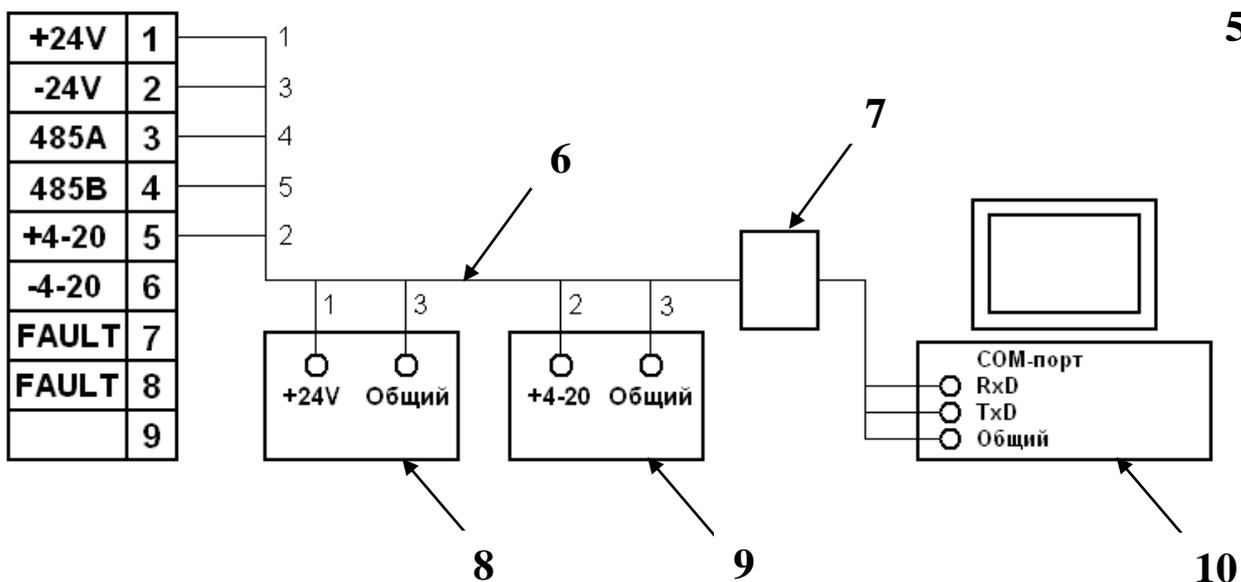 5
+24V 1 1
-24V 2 3
485A 3 4
485B 4 5
+4-20 5 2
-4-20 6
FAULT 7
FAULT 8
9
6
7
1 3 2 3
+24V Общий
+4-20 Общий
COM-порт
RxD
TxD
Общий
8 9 10